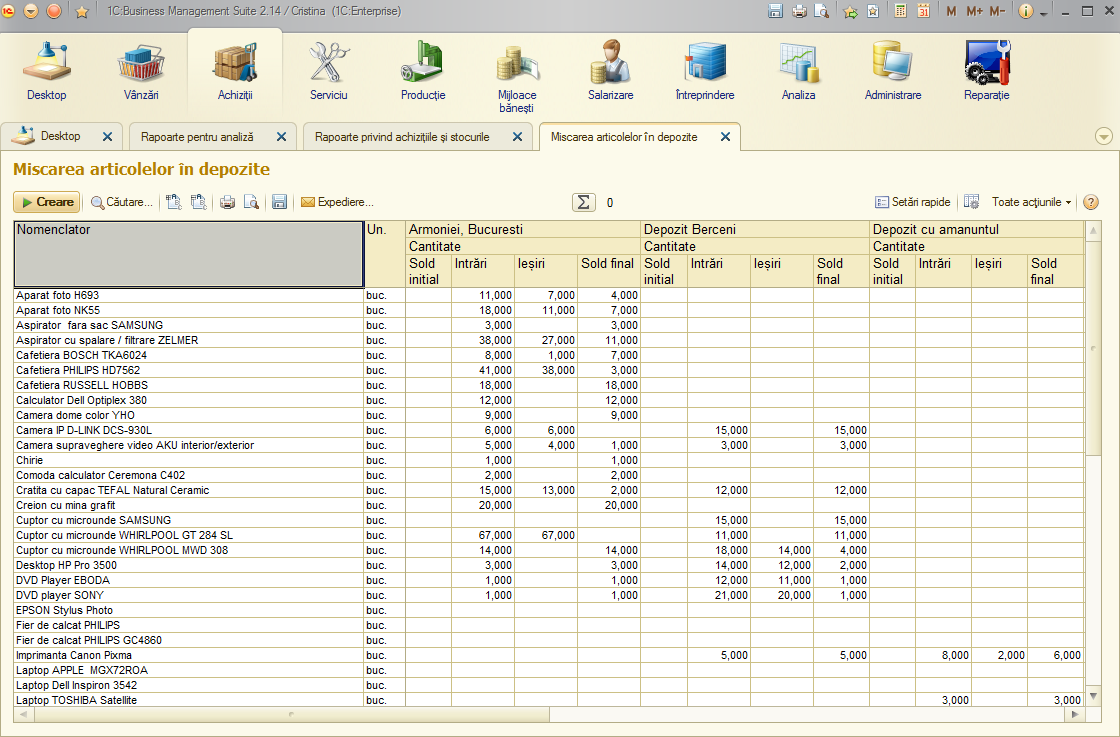 1C:Business Management Suite 2.14 / Cristina (1C:Enterprise)
M M+ M-
Desktop
Vânzări
Achiziții
Serviciu
Producție
Mijloace bănești
Salarizare
Întreprindere
Analiza
Administrare
Reparație
Desktop
Rapoarte pentru analiză
Rapoarte privind achizițiile și stocurile
Miscarea articolelor în depozite
Miscarea articolelor în depozite
Creare
Căutare...
Expediere...
Σ 0
Setări rapide
Toate acțiunile
Nomenclator Un. Armoniei, Bucuresti Depozit Berceni Depozit cu amanuntul
Cantitate Cantitate Cantitate
Sold initial Intrări Ieșiri Sold final Sold initial Intrări Ieșiri Sold final Sold initial Intrări Ieșiri Sold final
Aparat foto H693 buc. 11,000 7,000 4,000
Aparat foto NK55 buc. 18,000 11,000 7,000
Aspirator fara sac SAMSUNG buc. 3,000 3,000
Aspirator cu spalare / filtrare ZELMER buc. 38,000 27,000 11,000
Cafetiera BOSCH TKA6024 buc. 8,000 1,000 7,000
Cafetiera PHILIPS HD7562 buc. 41,000 38,000 3,000
Cafetiera RUSSELL HOBBS buc. 18,000 18,000
Calculator Dell Optiplex 380 buc. 12,000 12,000
Camera dome color YHO buc. 9,000 9,000
Camera IP D-LINK DCS-930L buc. 6,000 6,000 15,000 15,000
Camera supraveghere video AKU interior/exterior buc. 5,000 4,000 1,000 3,000 3,000
Chirie buc. 1,000 1,000
Comoda calculator Ceremona C402 buc. 2,000 2,000
Cratita cu capac TEFAL Natural Ceramic buc. 15,000 13,000 2,000 12,000 12,000
Creion cu mina grafit buc. 20,000 20,000
Cuptor cu microunde SAMSUNG buc. 15,000 15,000
Cuptor cu microunde WHIRLPOOL GT 284 SL buc. 67,000 67,000 11,000 11,000
Cuptor cu microunde WHIRLPOOL MWD 308 buc. 14,000 14,000 18,000 14,000 4,000
Desktop HP Pro 3500 buc. 3,000 3,000 14,000 12,000 2,000
DVD Player EBODA buc. 1,000 1,000 12,000 11,000 1,000
DVD player SONY buc. 1,000 1,000 21,000 20,000 1,000
EPSON Stylus Photo buc.
Fier de calcat PHILIPS buc.
Fier de calcat PHILIPS GC4860 buc.
Imprimanta Canon Pixma buc. 5,000 5,000 8,000 2,000 6,000
Laptop APPLE MGX72ROA buc.
Laptop Dell Inspiron 3542 buc.
Laptop TOSHIBA Satellite buc. 3,000 3,000